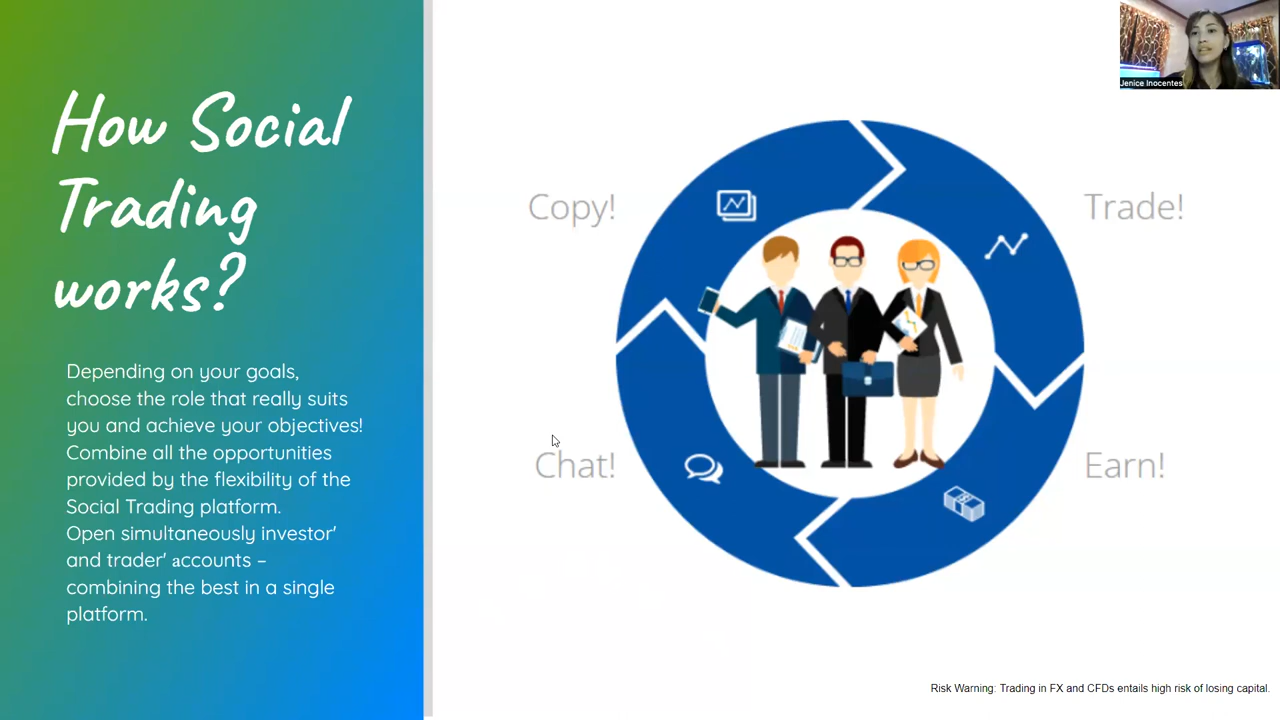 How Social
Trading
works?
Depending on your goals,
choose the role that really suits
you and achieve your objectives!
Combine all the opportunities
provided by the flexibility of the
Social Trading platform.
Open simultaneously investor'
and trader' accounts –
combining the best in a single
platform.
Copy!
Trade!
Chat!
Earn!
Jenice Inocentes
Risk Warning: Trading in FX and CFDs entails high risk of losing capital.